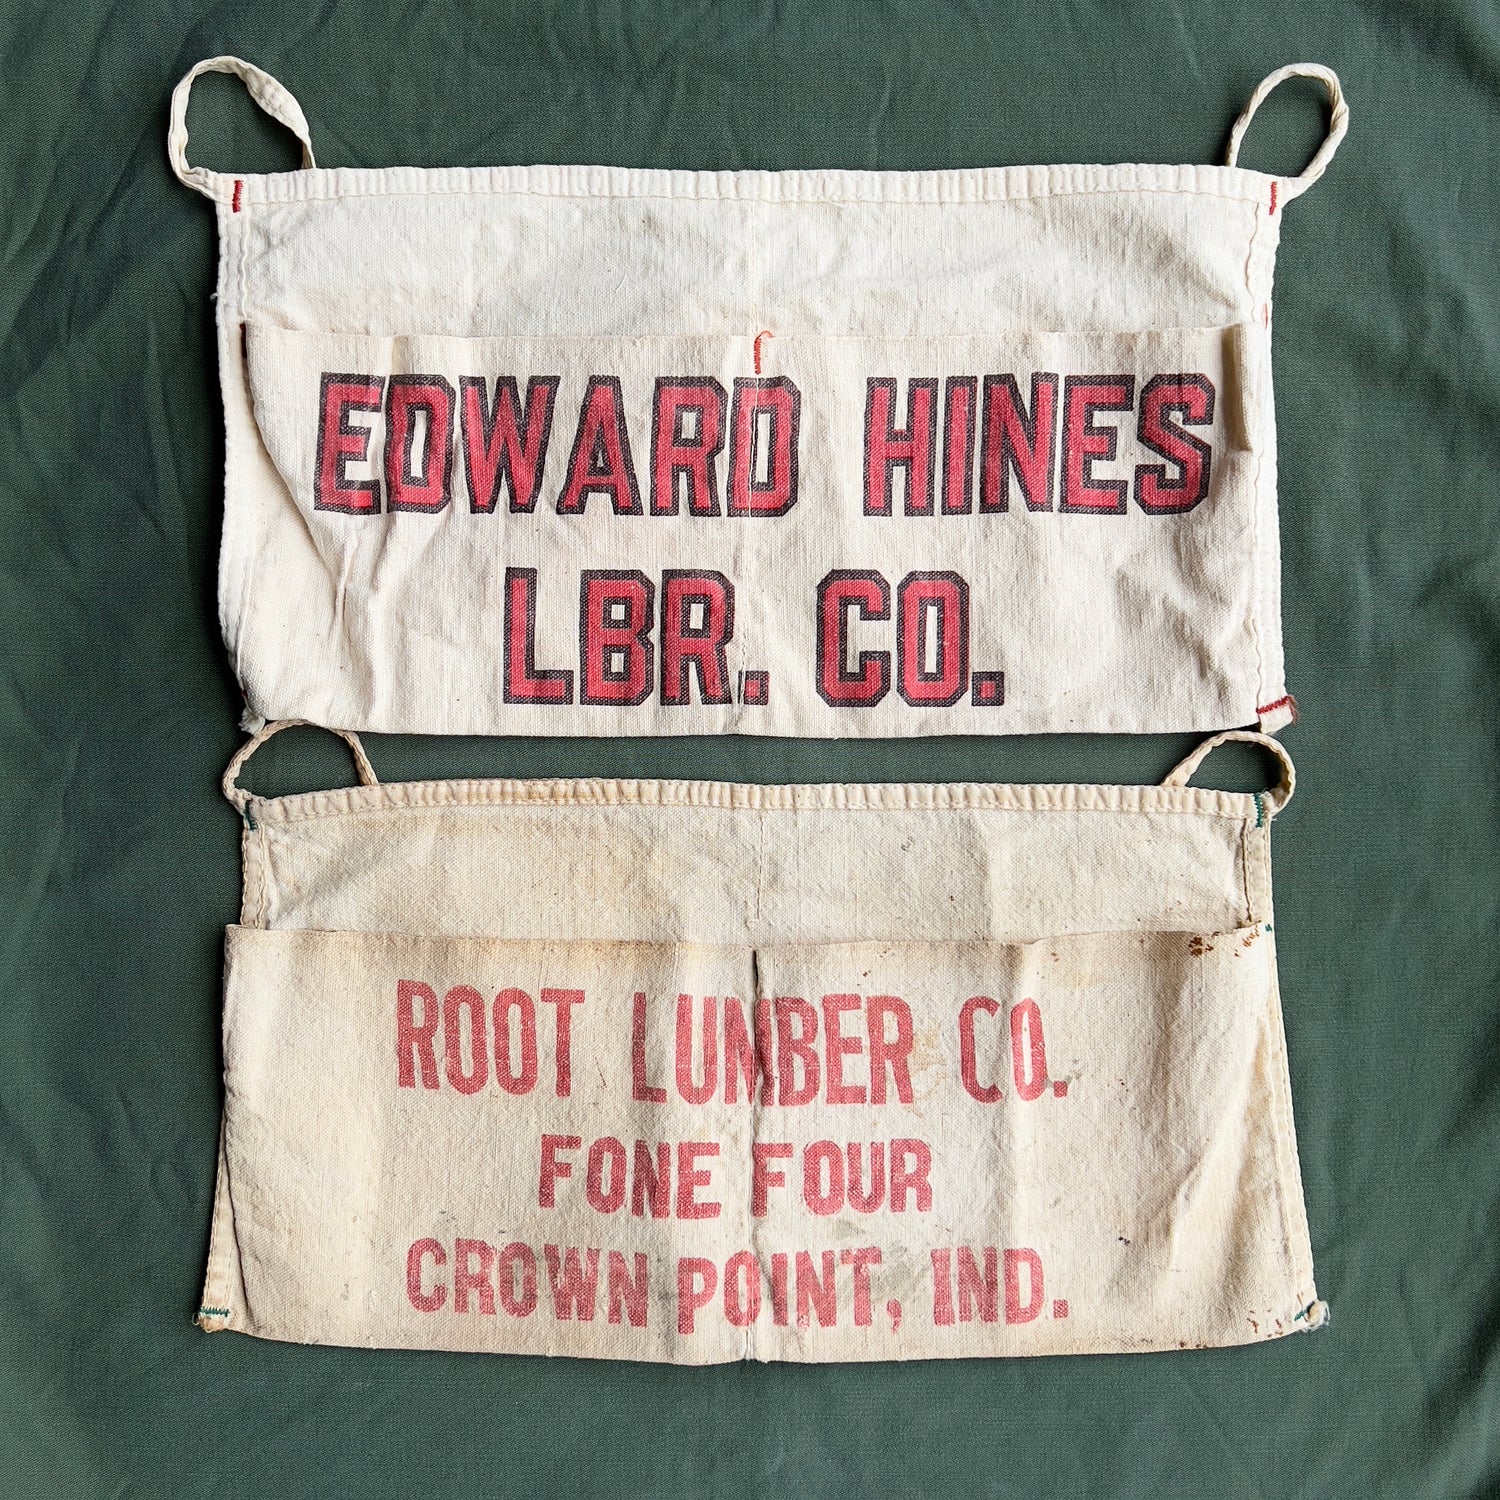 EDWARD HINES
LBR. CO.
ROOT LUMBER CO.
FONE FOUR
CROWN POINT, IND.